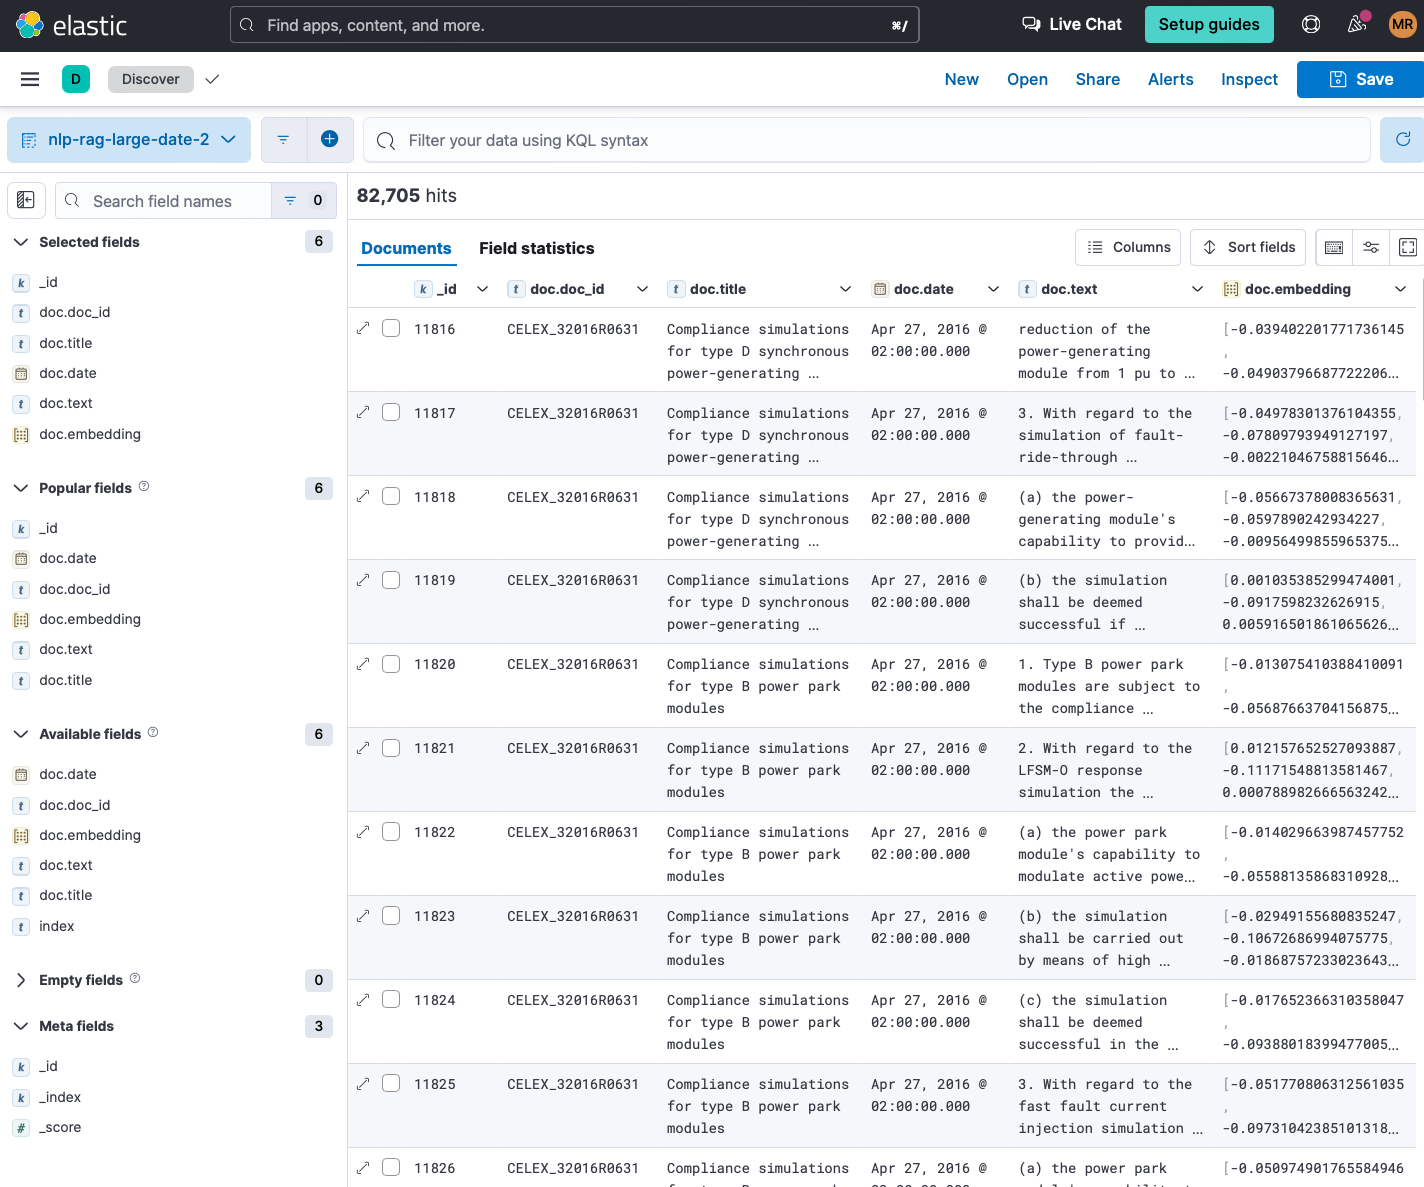 elastic
Find apps, content, and more.
⌘/
Live Chat
Setup guides
MR
D
Discover
New
Open
Share
Alerts
Inspect
Save
nlp-rag-large-date-2
Filter your data using KQL syntax
Search field names
0
82,705 hits
Selected fields
6
k _id
t doc.doc_id
t doc.title
doc.date
t doc.text
doc.embedding
Popular fields
6
k _id
doc.date
t doc.doc_id
doc.embedding
t doc.text
t doc.title
Available fields
6
doc.date
t doc.doc_id
doc.embedding
t doc.text
t doc.title
t index
Empty fields
0
Meta fields
3
k _id
k _index
# _score
Documents
Field statistics
Columns
Sort fields
k _id
t doc.doc_id
t doc.title
doc.date
t doc.text
doc.embedding
11816
CELEX_32016R0631
Compliance simulations
for type D synchronous
power-generating ...
Apr 27, 2016 @
02:00:00.000
reduction of the
power-generating
module from 1 pu to ...
[-0.039402201771736145
,
-0.04903796687722206...
11817
CELEX_32016R0631
Compliance simulations
for type D synchronous
power-generating ...
Apr 27, 2016 @
02:00:00.000
3. With regard to the
simulation of fault-
ride-through ...
[-0.04978301376104355,
-0.07809793949127197,
-0.00221046758815646...
11818
CELEX_32016R0631
Compliance simulations
for type D synchronous
power-generating ...
Apr 27, 2016 @
02:00:00.000
(a) the power-
generating module's
capability to provid...
[-0.05667378008365631,
-0.0597890242934227,
-0.00956499855965375...
11819
CELEX_32016R0631
Compliance simulations
for type D synchronous
power-generating ...
Apr 27, 2016 @
02:00:00.000
(b) the simulation
shall be deemed
successful if ...
[0.001035385299474001,
-0.0917598232626915,
0.005916501861065626...
11820
CELEX_32016R0631
Compliance simulations
for type B power park
modules
Apr 27, 2016 @
02:00:00.000
1. Type B power park
modules are subject to
the compliance ...
[-0.013075410388410091
,
-0.05687663704156875...
11821
CELEX_32016R0631
Compliance simulations
for type B power park
modules
Apr 27, 2016 @
02:00:00.000
2. With regard to the
LFSM-O response
simulation the ...
[0.012157652527093887,
-0.11171548813581467,
0.000788982666563242...
11822
CELEX_32016R0631
Compliance simulations
for type B power park
modules
Apr 27, 2016 @
02:00:00.000
(a) the power park
module's capability to
modulate active powe...
[-0.014029663987457752
,
-0.05588135868310928...
11823
CELEX_32016R0631
Compliance simulations
for type B power park
modules
Apr 27, 2016 @
02:00:00.000
(b) the simulation
shall be carried out
by means of high ...
[-0.02949155680835247,
-0.10672686994075775,
-0.01868757233023643...
11824
CELEX_32016R0631
Compliance simulations
for type B power park
modules
Apr 27, 2016 @
02:00:00.000
(c) the simulation
shall be deemed
successful in the ...
[-0.017652366310358047
,
-0.09388018399477005...
11825
CELEX_32016R0631
Compliance simulations
for type B power park
modules
Apr 27, 2016 @
02:00:00.000
3. With regard to the
fast fault current
injection simulation ...
[-0.051770806312561035
,
-0.09731042385101318...
11826
CELEX_32016R0631
Compliance simulations
Apr 27, 2016 @
(a) the power park
[-0.050974901765584946